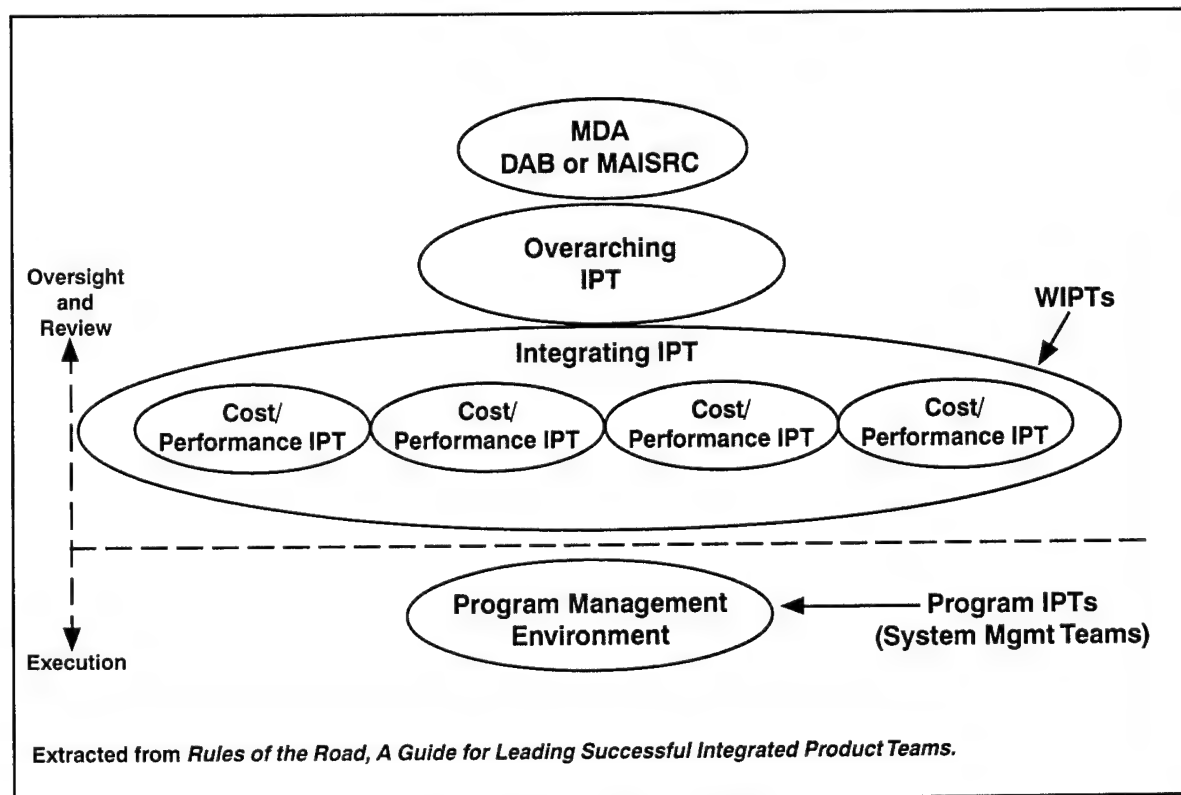 MDA
DAB or MAISRC
Overarching
IPT
Oversight
and
Review
WIPTs
Integrating IPT
Cost/
Performance IPT
Cost/
Performance IPT
Cost/
Performance IPT
Cost/
Performance IPT
Program Management
Environment
Program IPTs
(System Mgmt Teams)
Execution
Extracted from Rules of the Road, A Guide for Leading Successful Integrated Product Teams.